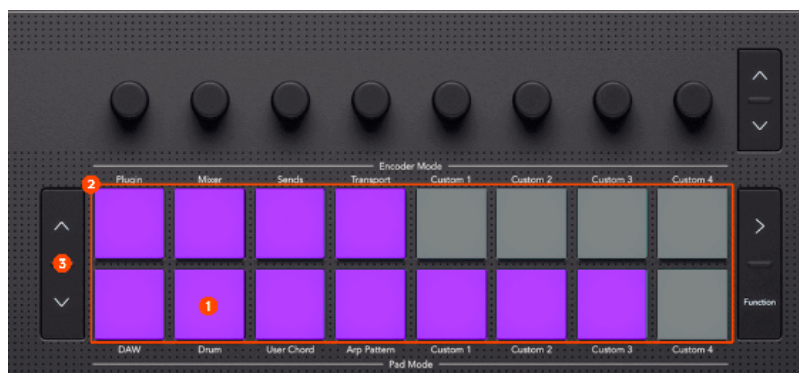 Encoder Mode
Plugin Mixer Sends Transport Custom 1 Custom 2 Custom 3 Custom 4
2
3
1
>
Function
DAW Drum User Chord Arp Pattern Custom 1 Custom 2 Custom 3 Custom 4
Pad Mode